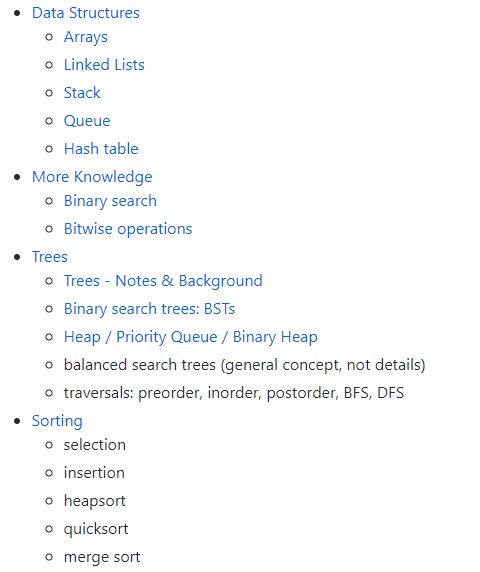 Data Structures
Arrays
Linked Lists
Stack
Queue
Hash table
More Knowledge
Binary search
Bitwise operations
Trees
Trees - Notes & Background
Binary search trees: BSTs
Heap / Priority Queue / Binary Heap
balanced search trees (general concept, not details)
traversals: preorder, inorder, postorder, BFS, DFS
Sorting
selection
insertion
heapsort
quicksort
merge sort